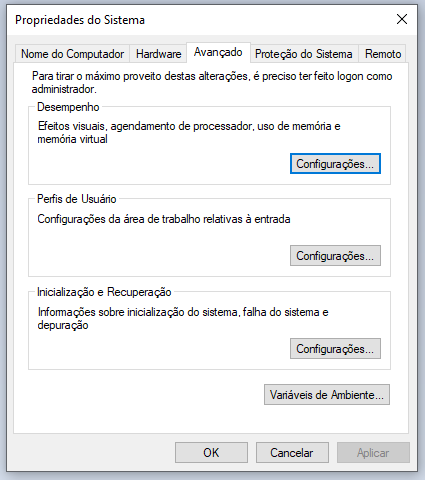 Propriedades do Sistema
Nome do Computador Hardware Avançado Proteção do Sistema Remoto
Para tirar o máximo proveito destas alterações, é preciso ter feito logon como
administrador.
Desempenho
Efeitos visuais, agendamento de processador, uso de memória e
memória virtual
Configurações...
Perfis de Usuário
Configurações da área de trabalho relativas à entrada
Configurações...
Inicialização e Recuperação
Informações sobre inicialização do sistema, falha do sistema e
depuração
Configurações...
Variáveis de Ambiente...
OK Cancelar Aplicar